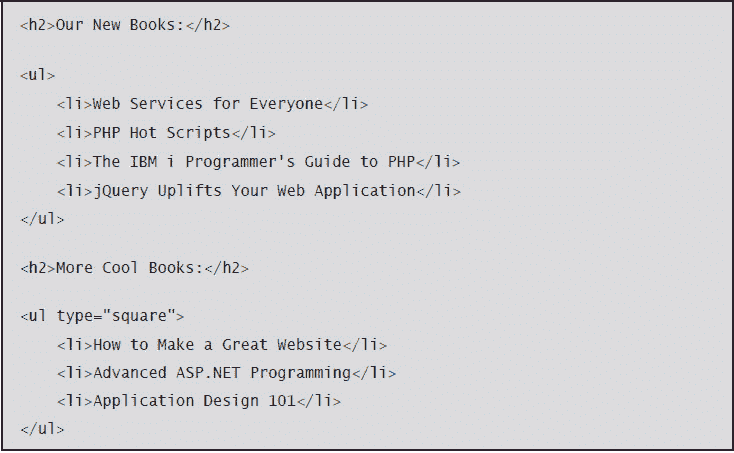 <h2>Our New Books:</h2>
<ul>
<li>Web Services for Everyone</li>
<li>PHP Hot Scripts</li>
<li>The IBM i Programmer's Guide to PHP</li>
<li>jQuery Uplifts Your Web Application</li>
</ul>
<h2>More Cool Books:</h2>
<ul type="square">
<li>How to Make a Great Website</li>
<li>Advanced ASP.NET Programming</li>
<li>Application Design 101</li>
</ul>